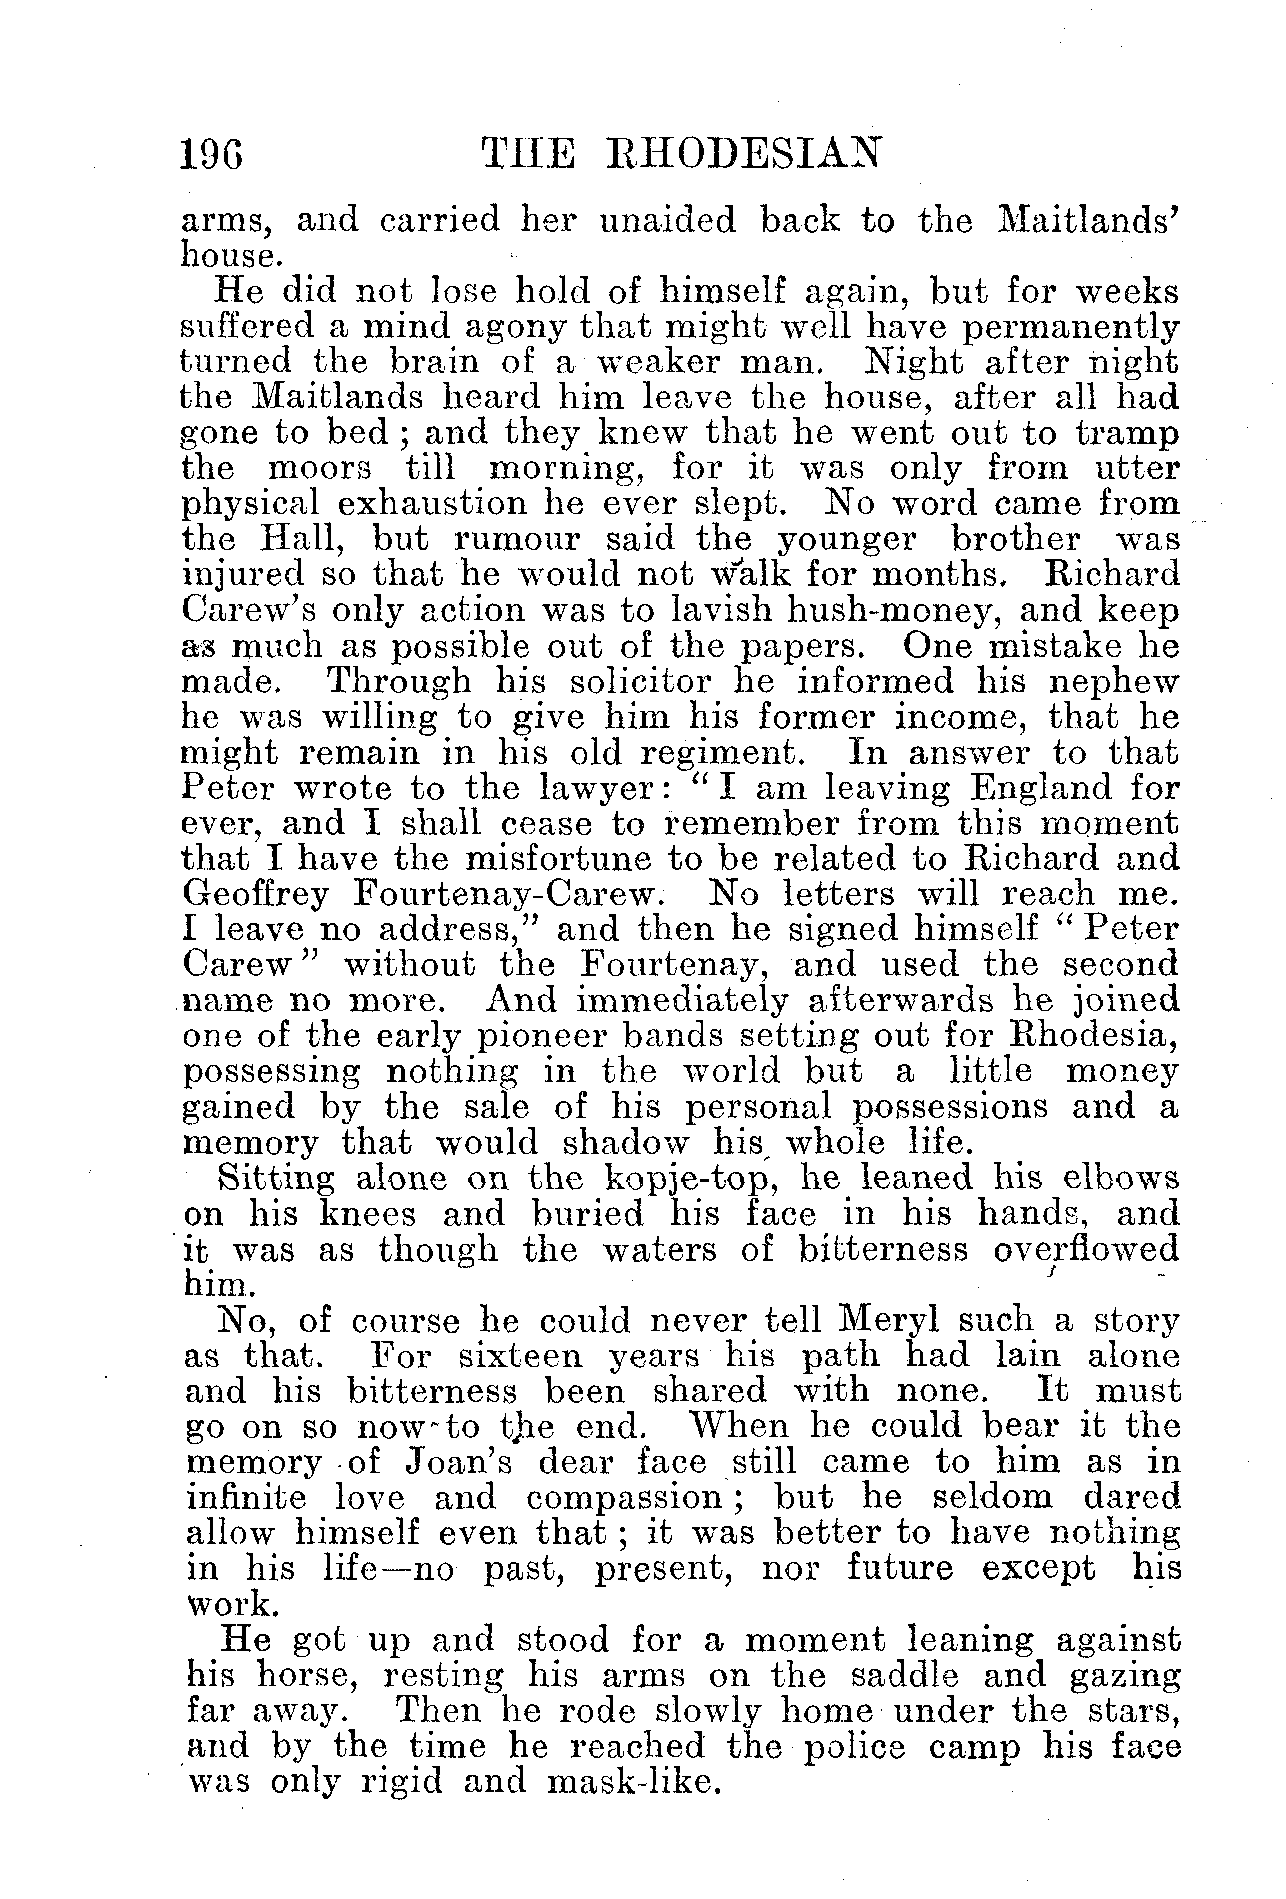 196 THE RHODESIAN
arms, and carried her unaided back to the Maitlands'
house.
He did not lose hold of himself again, but for weeks
suffered a mind agony that might well have permanently
turned the brain of a weaker man. Night after night
the Maitlands heard him leave the house, after all had
gone to bed ; and they knew that he went out to tramp
the moors till morning, for it was only from utter
physical exhaustion he ever slept. No word came from
the Hall, but rumour said the younger brother was
injured so that he would not walk for months. Richard
Carew's only action was to lavish hush-money, and keep
as much as possible out of the papers. One mistake he
made. Through his solicitor he informed his nephew
he was willing to give him his former income, that he
might remain in his old regiment. In answer to that
Peter wrote to the lawyer: “ I am leaving England for
ever, and I shall cease to remember from this moment
that I have the misfortune to be related to Richard and
Geoffrey Fourtenay-Carew. No letters will reach me.
I leave no address,” and then he signed himself “ Peter
Carew ” without the Fourtenay, and used the second
name no more. And immediately afterwards he joined
one of the early pioneer bands setting out for Rhodesia,
possessing nothing in the world but a little money
gained by the sale of his personal possessions and a
memory that would shadow his whole life.
Sitting alone on the kopje-top, he leaned his elbows
on his knees and buried his face in his hands, and
it was as though the waters of bitterness overflowed
him.
No, of course he could never tell Meryl such a story
as that. For sixteen years his path had lain alone
and his bitterness been shared with none. It must
go on so now to the end. When he could bear it the
memory of Joan's dear face still came to him as in
infinite love and compassion ; but he seldom dared
allow himself even that ; it was better to have nothing
in his life—no past, present, nor future except his
work.
He got up and stood for a moment leaning against
his horse, resting his arms on the saddle and gazing
far away. Then he rode slowly home under the stars,
and by the time he reached the police camp his face
was only rigid and mask-like.